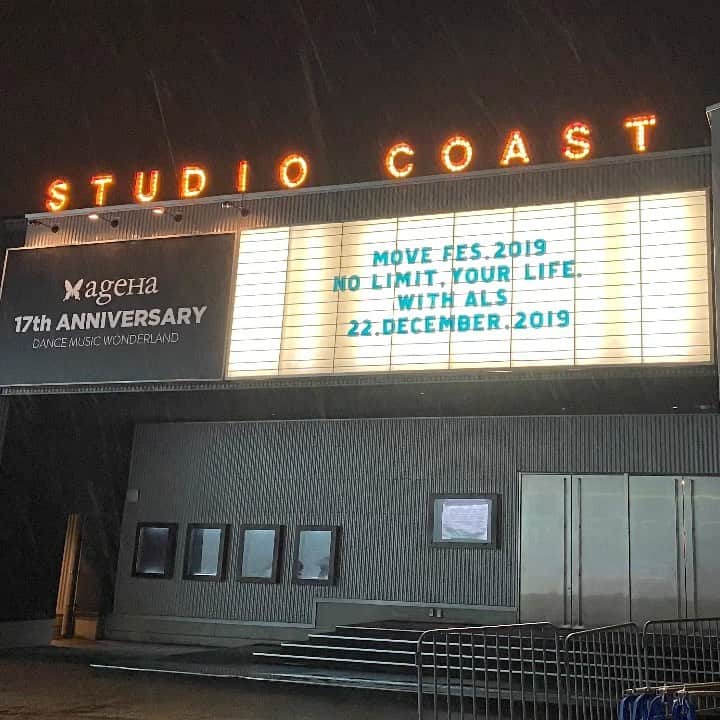 STUDIO COAST
ageHa
17th ANNIVERSARY
DANCE MUSIC WONDERLAND
MOVE FES.2019
NO LIMIT, YOUR LIFE.
WITH ALS
22.DECEMBER.2019